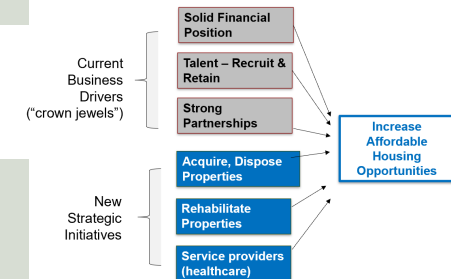 Solid Financial
Position
Current
Business
Drivers
(“crown jewels”)
Talent – Recruit &
Retain
Strong
Partnerships
Increase
Affordable
Housing
Opportunities
New
Strategic
Initiatives
Acquire, Dispose
Properties
Rehabilitate
Properties
Service providers
(healthcare)